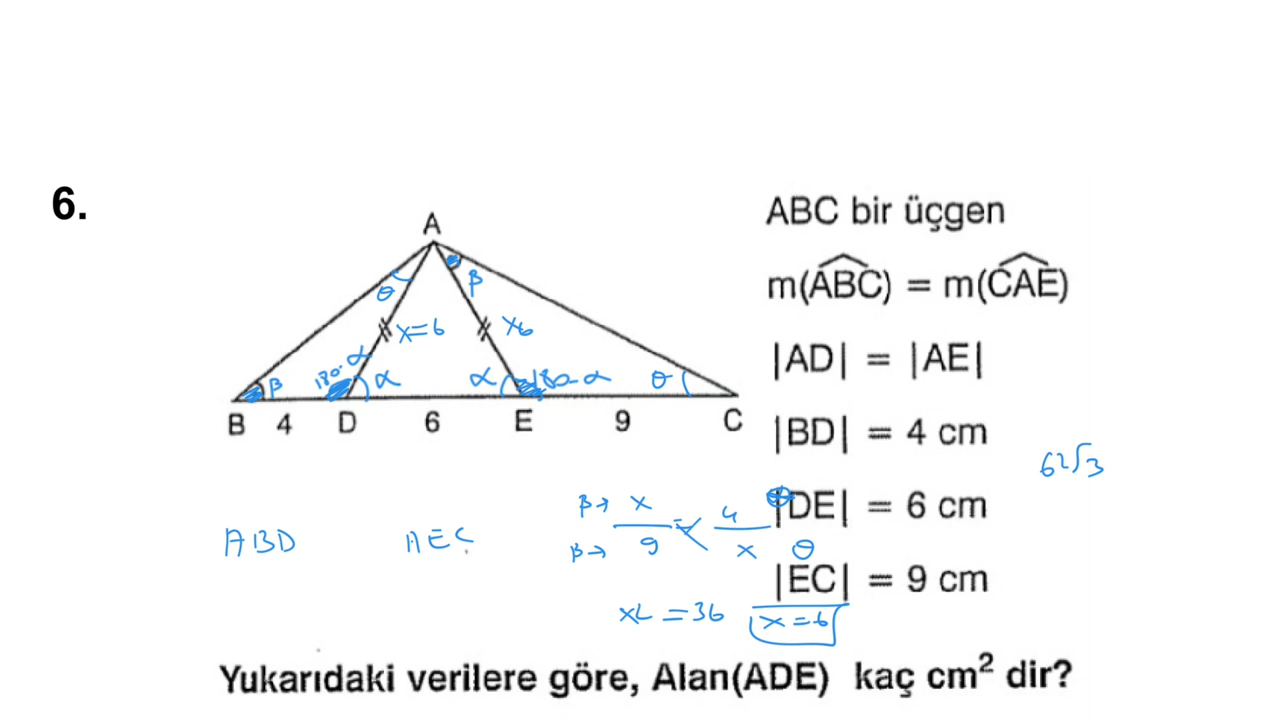 6.
ABC bir üçgen
m(ABC) = m(CAE)
|AD| = |AE|
|BD| = 4 cm
|DE| = 6 cm
|EC| = 9 cm
A
θ β
x=6 x6
180-α α α 180-α θ
β
B 4 D 6 E 9 C
62√3
ABD AEC
β→ x/9 = 4/x θ
β→ θ
x2 = 36 x = 6
Yukarıdaki verilere göre, Alan(ADE) kaç cm² dir?